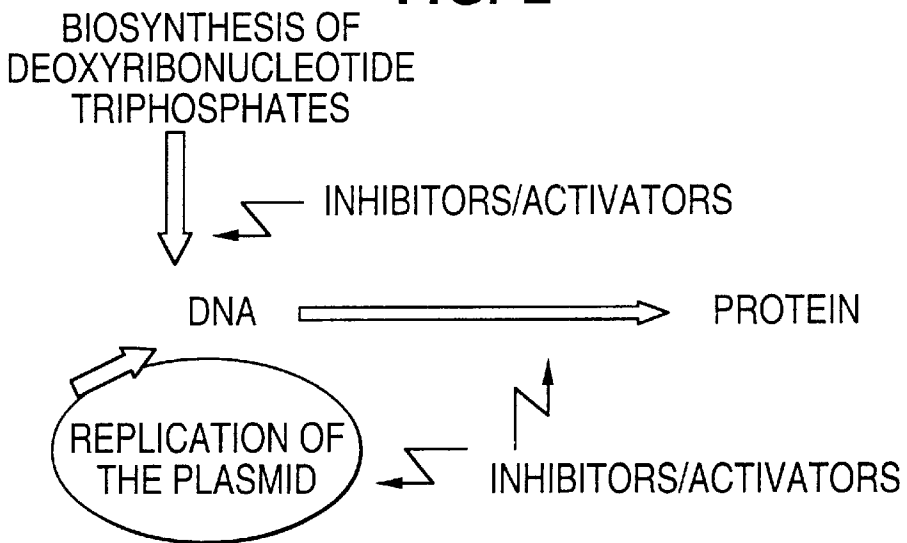 BIOSYNTHESIS OF
DEOXYRIBONUCLEOTIDE
TRIPHOSPHATES
INHIBITORS/ACTIVATORS
DNA
PROTEIN
REPLICATION OF
THE PLASMID
INHIBITORS/ACTIVATORS